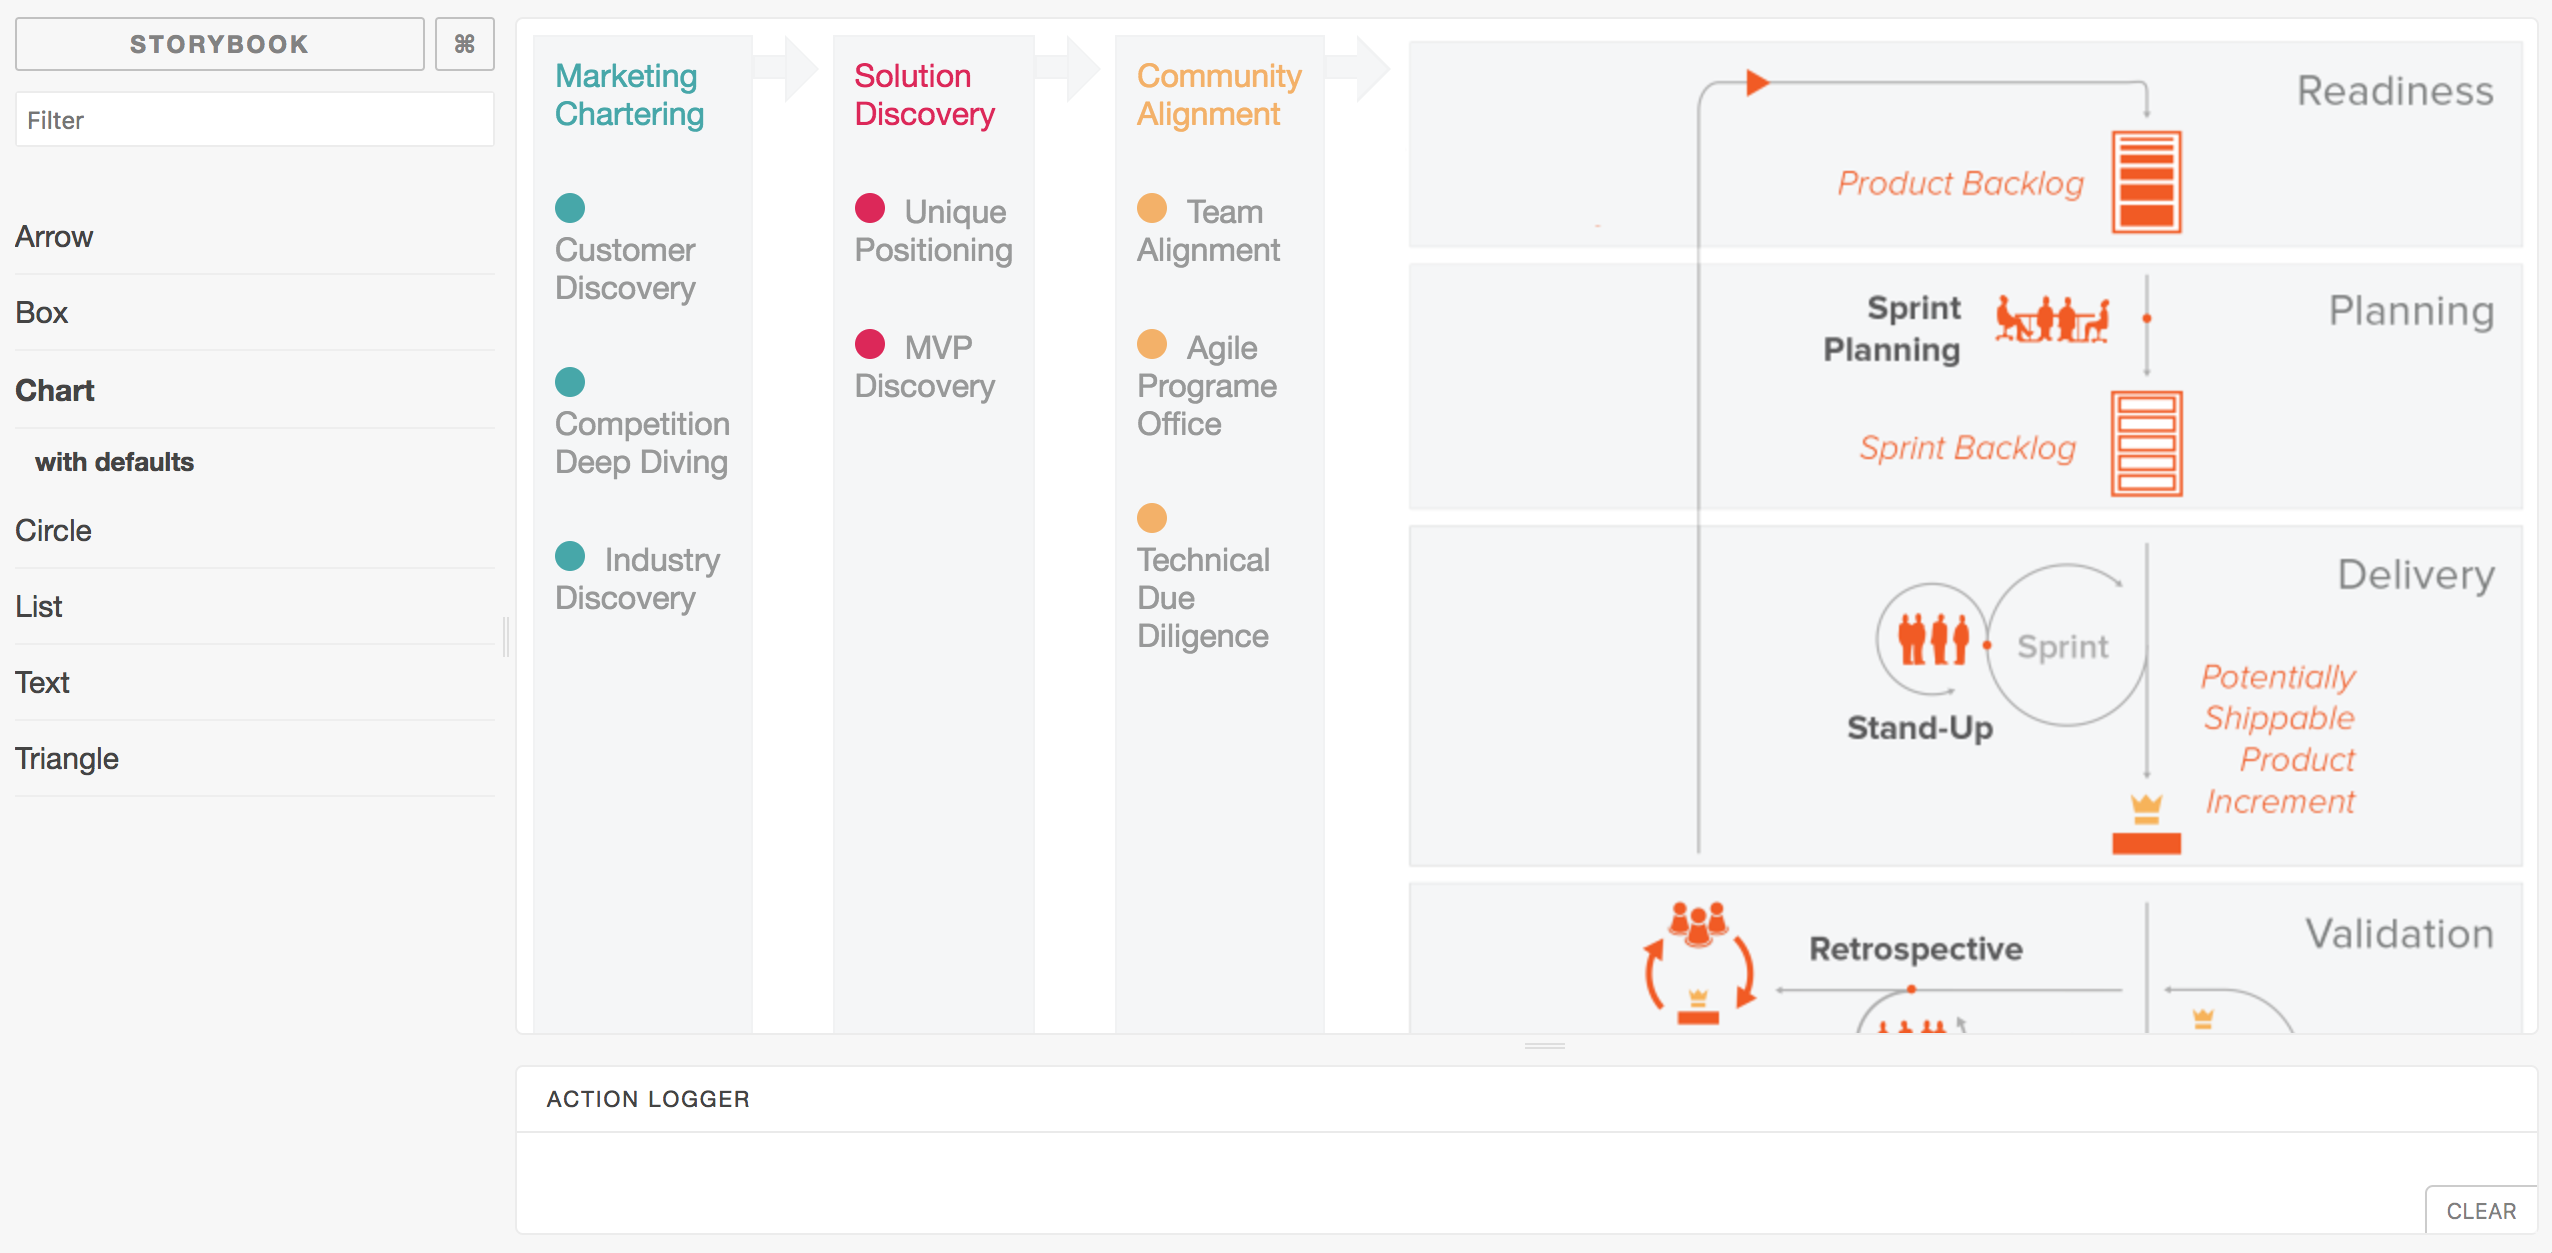 STORYBOOK
⌘
Filter
Arrow
Box
Chart
with defaults
Circle
List
Text
Triangle
Marketing
Chartering
Customer
Discovery
Competition
Deep Diving
Industry
Discovery
Solution
Discovery
Unique
Positioning
MVP
Discovery
Community
Alignment
Team
Alignment
Agile
Programe
Office
Technical
Due
Diligence
Readiness
Product Backlog
Planning
Sprint
Planning
Sprint Backlog
Delivery
Sprint
Stand-Up
Potentially
Shippable
Product
Increment
Validation
Retrospective
ACTION LOGGER
CLEAR